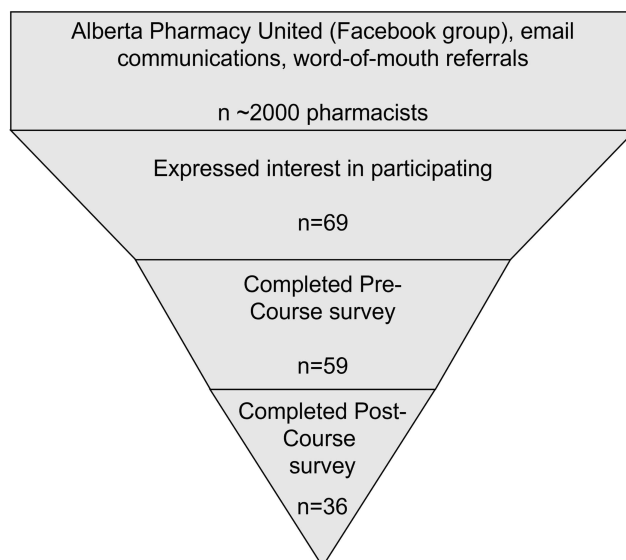 Alberta Pharmacy United (Facebook group), email
communications, word-of-mouth referrals
n ~2000 pharmacists
Expressed interest in participating
n=69
Completed Pre-
Course survey
n=59
Completed Post-
Course
survey
n=36